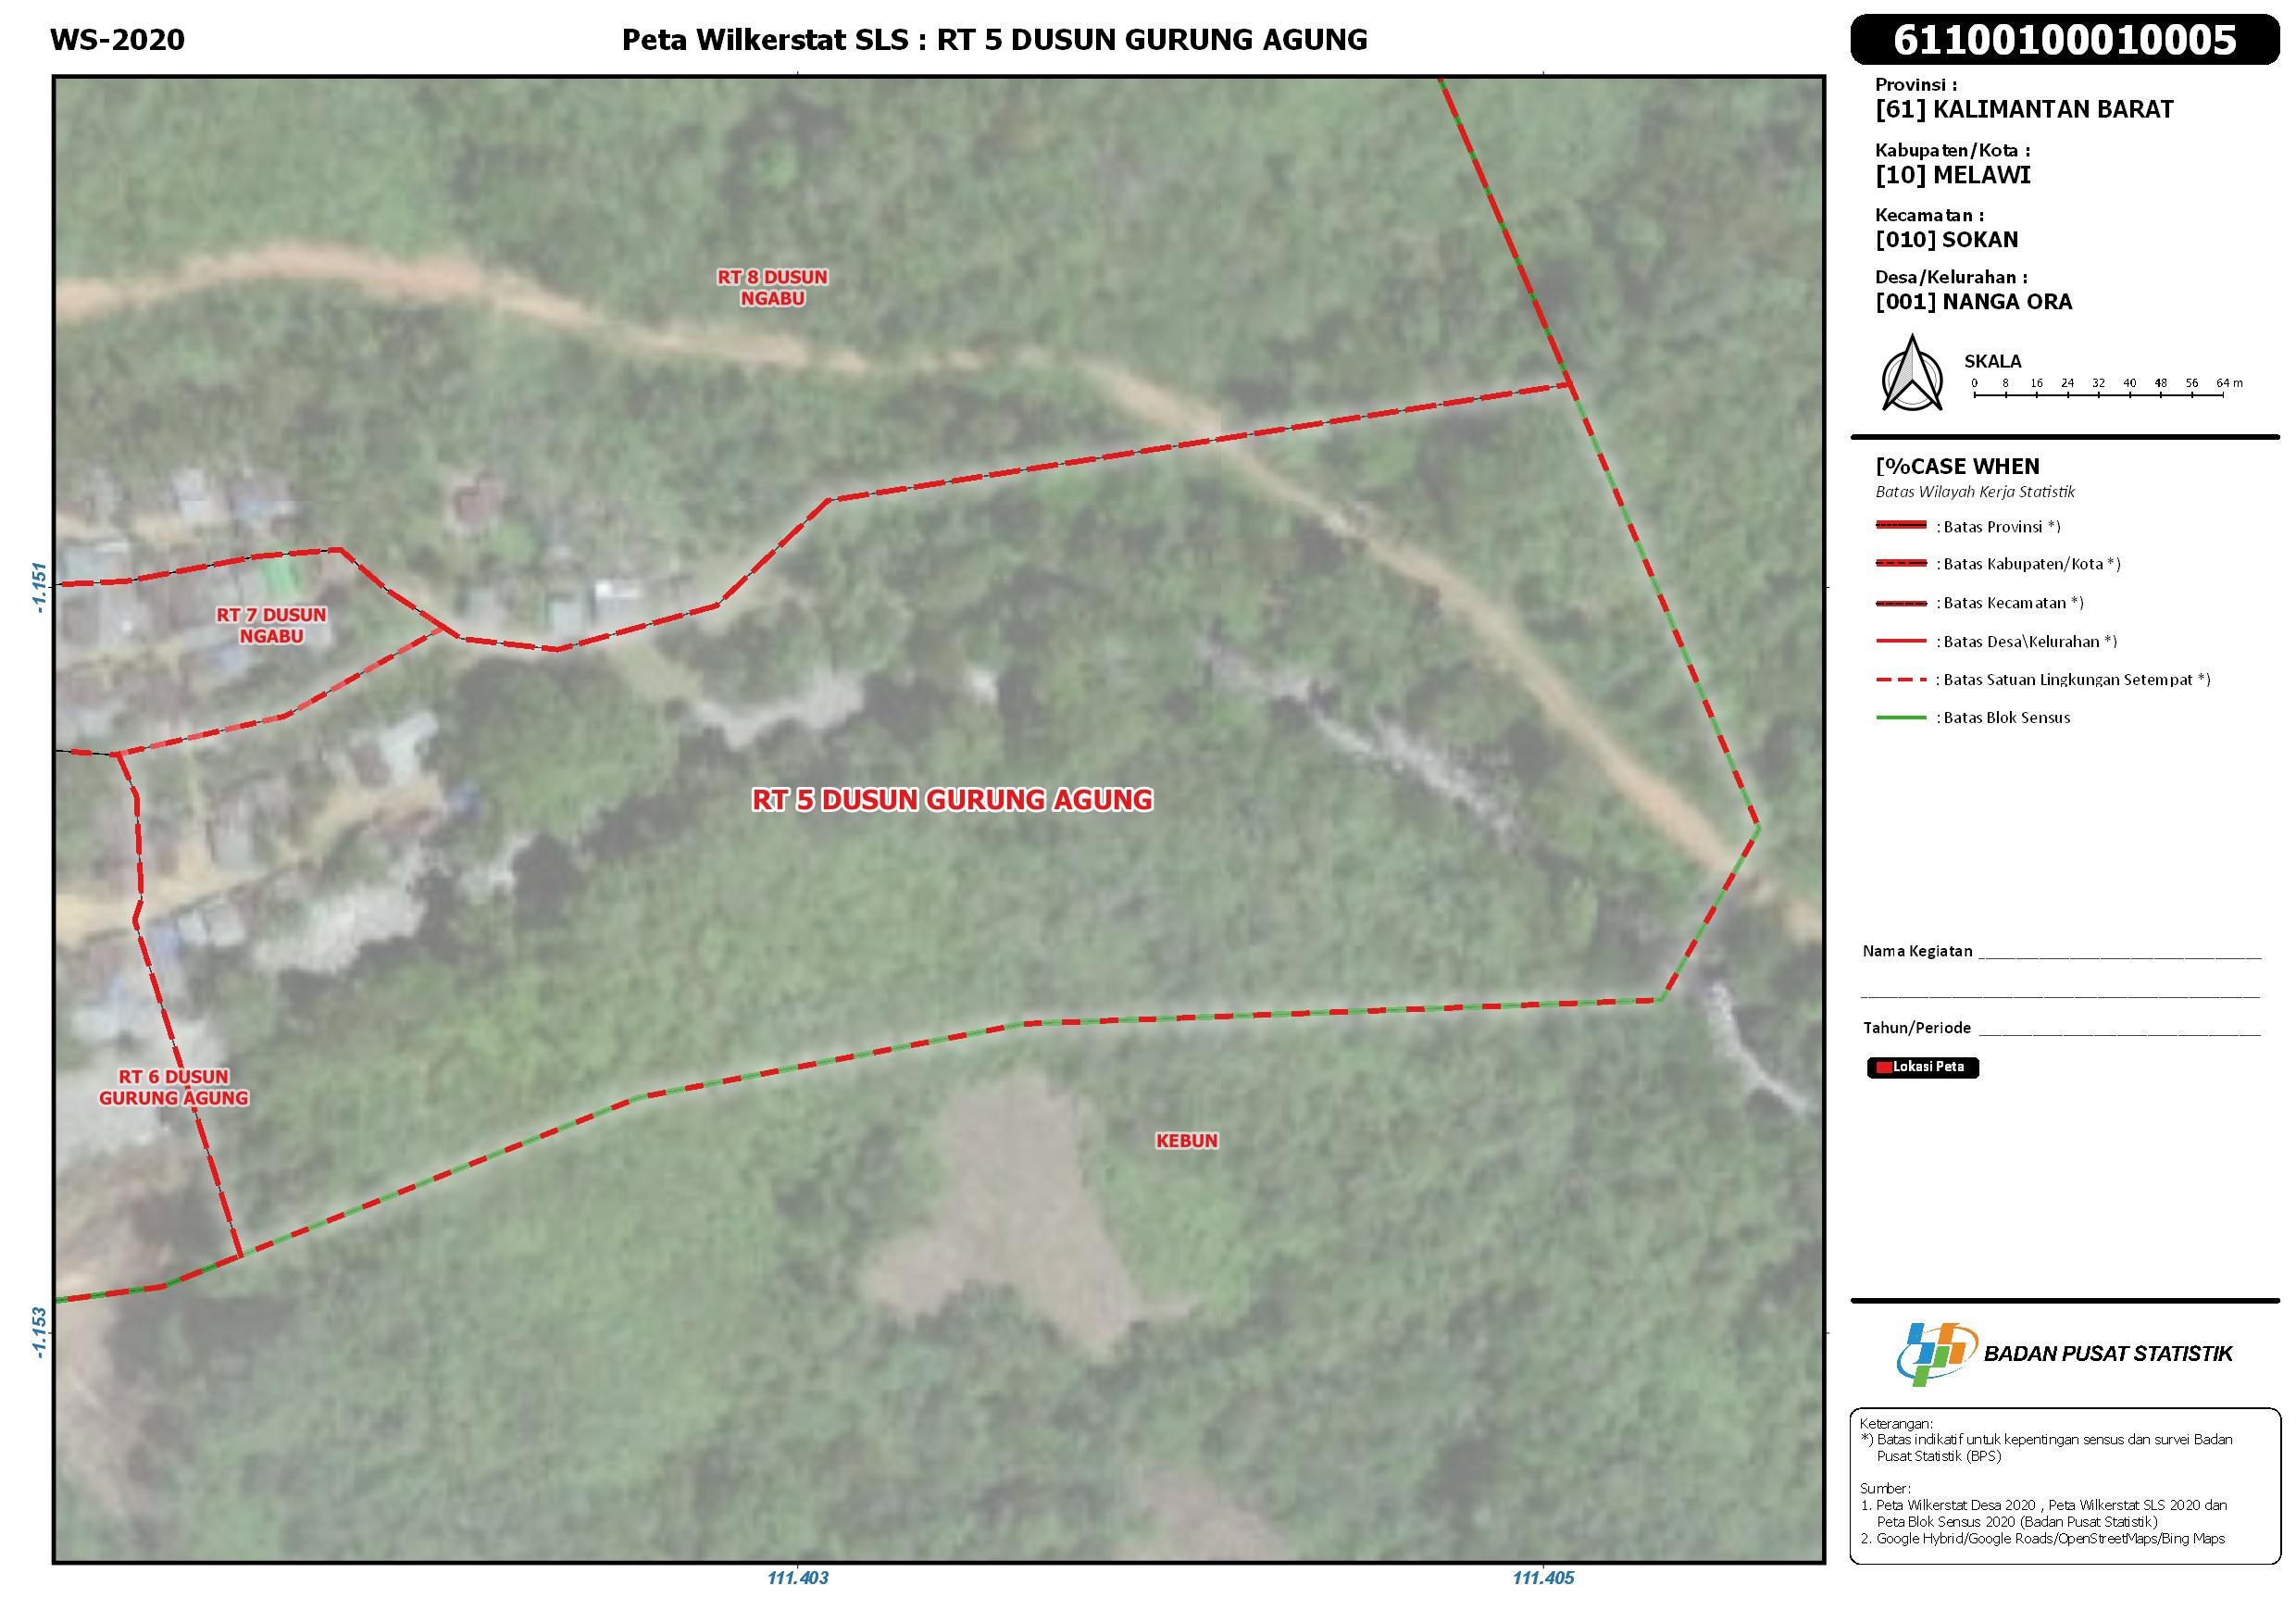 WS-2020
Peta Wilkerstat SLS : RT 5 DUSUN GURUNG AGUNG
61100100010005
Provinsi :
[61] KALIMANTAN BARAT
Kabupaten/Kota :
[10] MELAWI
Kecamatan :
[010] SOKAN
Desa/Kelurahan :
[001] NANGA ORA
SKALA
0 8 16 24 32 40 48 56 64 m
[%CASE WHEN
Batas Wilayah Kerja Statistik
: Batas Provinsi *)
: Batas Kabupaten/Kota *)
: Batas Kecamatan *)
: Batas Desa\Kelurahan *)
: Batas Satuan Lingkungan Setempat *)
: Batas Blok Sensus
Nama Kegiatan
Tahun/Periode
Lokasi Peta
BADAN PUSAT STATISTIK
Keterangan:
*) Batas indikatif untuk kepentingan sensus dan survei Badan
Pusat Statistik (BPS)
Sumber:
1. Peta Wilkerstat Desa 2020 , Peta Wilkerstat SLS 2020 dan
Peta Blok Sensus 2020 (Badan Pusat Statistik)
2. Google Hybrid/Google Roads/OpenStreetMaps/Bing Maps
RT 8 DUSUN
NGABU
RT 7 DUSUN
NGABU
RT 5 DUSUN GURUNG AGUNG
RT 6 DUSUN
GURUNG AGUNG
KEBUN
-1.151
-1.153
111.403
111.405